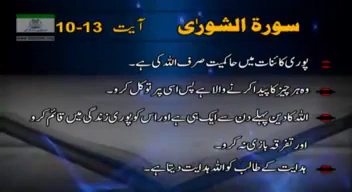 سورۃ الشورٰی آیت 10-13
پوری کائنات میں حاکمیت صرف اللہ کی ہے۔
وہ ہر چیز کا پیدا کرنے والا ہے پس اسی پر توکل کرو۔
اللہ کا دین پہلے دن سے ایک ہی ہے اور اس کو پوری زندگی میں قائم کرو
اور تفرقہ بازی نہ کرو۔
ہدایت کے طالب کو اللہ ہدایت دیتا ہے۔